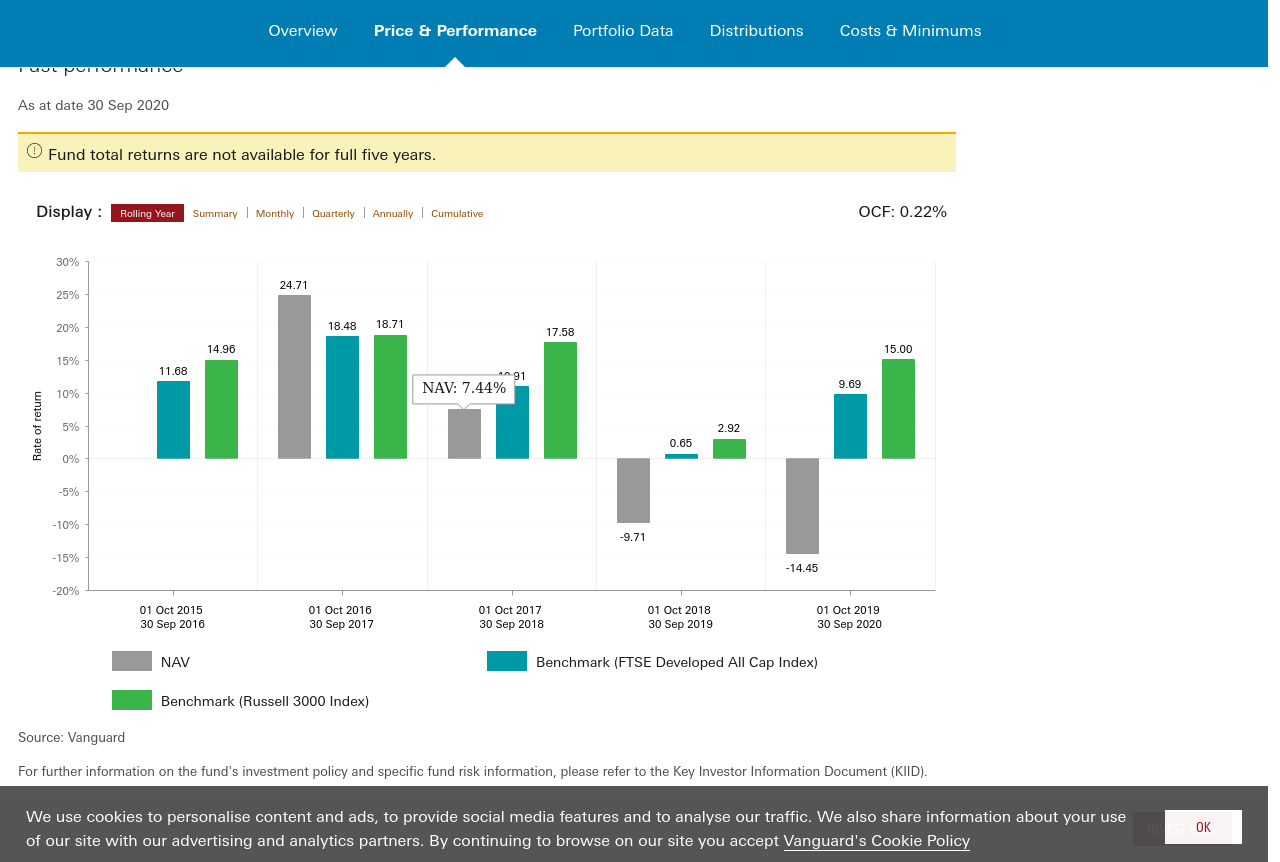 Overview Price & Performance Portfolio Data Distributions Costs & Minimums
Past performance
As at date 30 Sep 2020
Fund total returns are not available for full five years.
Display : Rolling Year Summary Monthly Quarterly Annually Cumulative OCF: 0.22%
30%
25%
20%
15%
10%
5%
0%
-5%
-10%
-15%
-20%
Rate of return
11.68
14.96
24.71
18.48
18.71
NAV: 7.44%
17.58
-9.71
0.65
2.92
-14.45
9.69
15.00
01 Oct 2015
30 Sep 2016
01 Oct 2016
30 Sep 2017
01 Oct 2017
30 Sep 2018
01 Oct 2018
30 Sep 2019
01 Oct 2019
30 Sep 2020
NAV
Benchmark (FTSE Developed All Cap Index)
Benchmark (Russell 3000 Index)
Source: Vanguard
For further information on the fund's investment policy and specific fund risk information, please refer to the Key Investor Information Document (KIID).
We use cookies to personalise content and ads, to provide social media features and to analyse our traffic. We also share information about your use
of our site with our advertising and analytics partners. By continuing to browse on our site you accept Vanguard's Cookie Policy
OK